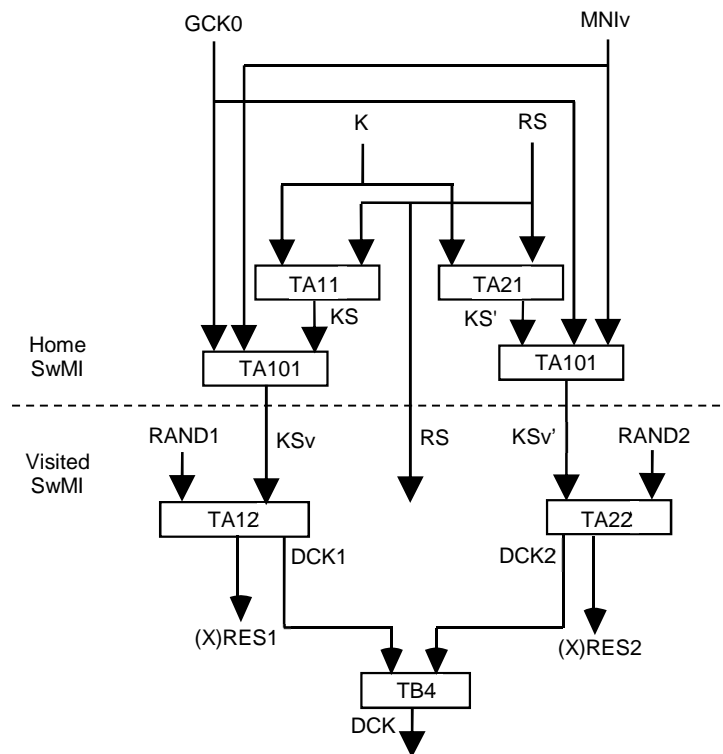 GCK0
MNIv
K
RS
TA11
TA21
KS
KS'
Home
SwMI
TA101
TA101
Visited
SwMI
RAND1
KSv
RS
KSv’
RAND2
TA12
TA22
DCK1
DCK2
(X)RES1
(X)RES2
TB4
DCK